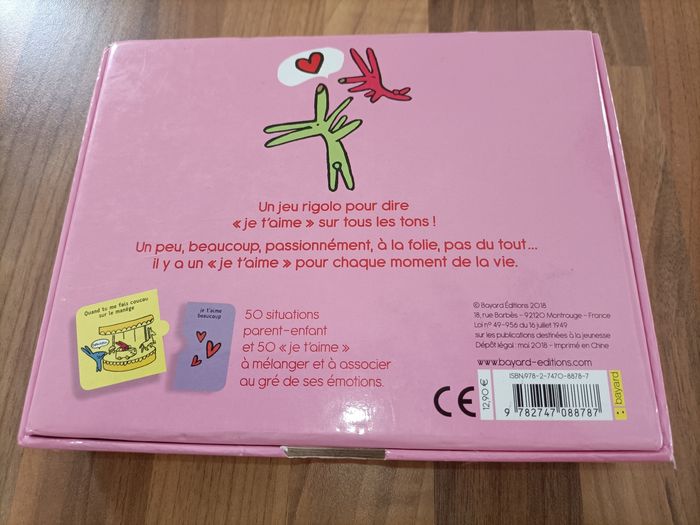 Un jeu rigolo pour dire
« je t'aime » sur tous les tons !
Un peu, beaucoup, passionnément, à la folie, pas du tout...
il y a un « je t'aime » pour chaque moment de la vie.
Quand tu me fais coucou
sur le manège
je t'aime
beaucoup
50 situations
parent-enfant
et 50 « je t'aime »
à mélanger et à associer
au gré de ses émotions.
© Bayard Éditions 2018
18, rue Barbès - 92120 Montrouge - France
Loi n° 49-956 du 16 juillet 1949
sur les publications destinées à la jeunesse
Dépôt légal : mai 2018 - Imprimé en Chine
www.bayard-editions.com
CE
12,90 €
ISBN 978-2-7470-8878-7
9 782747 088787
bayard